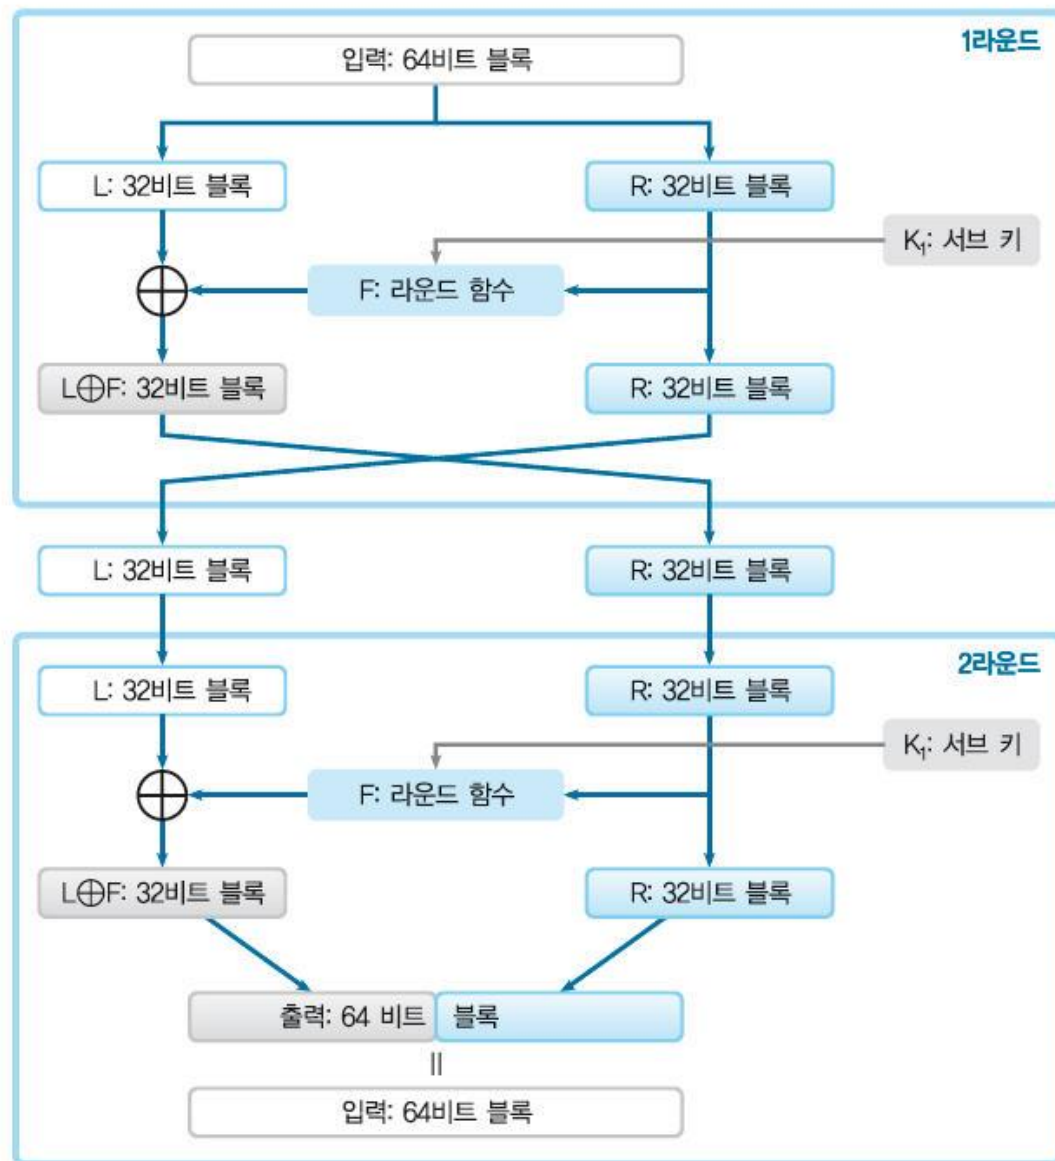 1라운드
입력: 64비트 블록
L: 32비트 블록
R: 32비트 블록
K₁: 서브 키
F: 라운드 함수
L⊕F: 32비트 블록
R: 32비트 블록
L: 32비트 블록
R: 32비트 블록
2라운드
L: 32비트 블록
R: 32비트 블록
K₁: 서브 키
F: 라운드 함수
L⊕F: 32비트 블록
R: 32비트 블록
출력: 64 비트 블록
||
입력: 64비트 블록